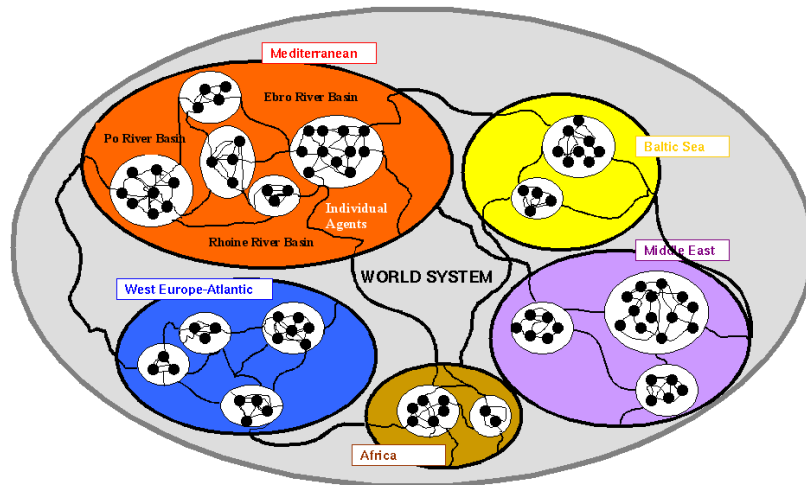 Mediterranean
Ebro River Basin
Po River Basin
Baltic Sea
Individual
Agents
Rhoine River Basin
Middle East
WORLD SYSTEM
West Europe-Atlantic
Africa